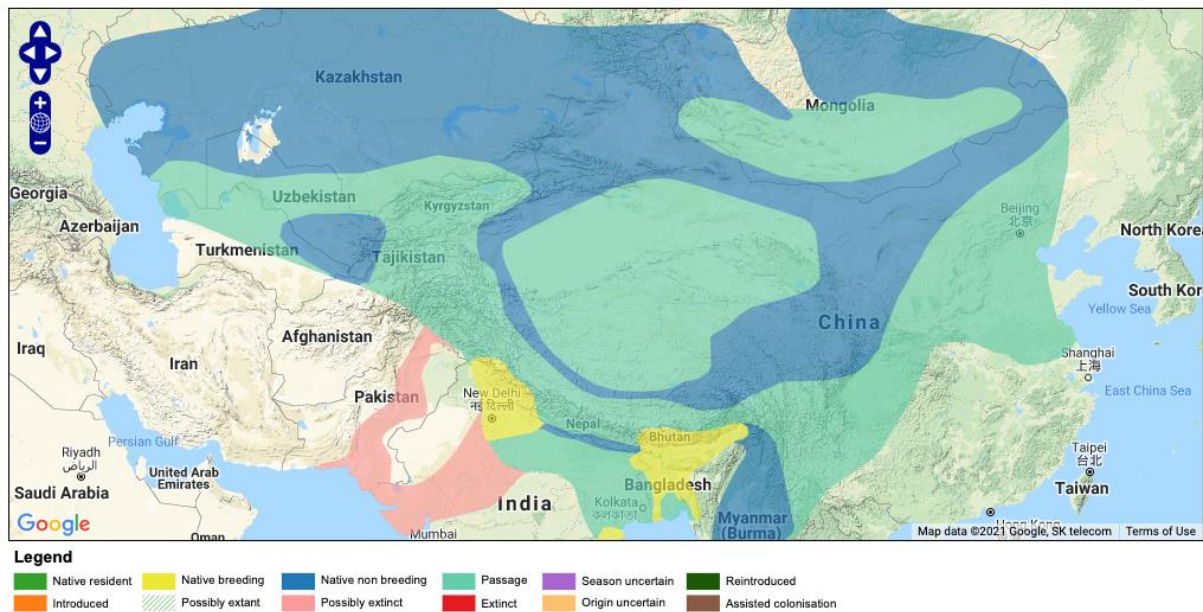 Kazakhstan
Mongolia
Georgia
Uzbekistan
Kyrgyzstan
Beijing
北京
Azerbaijan
Turkmenistan
Tajikistan
North Korea
South Kor
China
Yellow Sea
Afghanistan
Iraq
Iran
Shanghai
上海
Pakistan
New Delhi
East China Sea
Persian Gulf
Nepal
Bhutan
Riyadh
الرياض
United Arab
Emirates
Bangladesh
Taipei
台北
Saudi Arabia
India
Kolkata
Taiwan
Myanmar
(Burma)
Google
Oman
Mumbai
Hong Kong
Map data ©2021 Google, SK telecom
Terms of Use
Legend
Native resident Native breeding Native non breeding Passage Season uncertain Reintroduced
Introduced Possibly extant Possibly extinct Extinct Origin uncertain Assisted colonisation